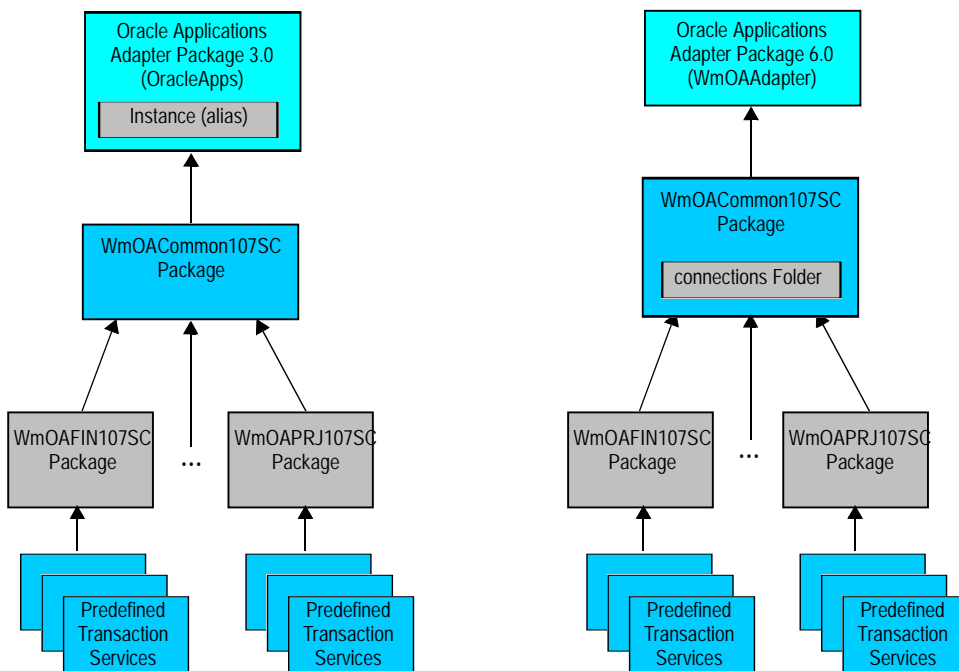 Oracle Applications
Adapter Package 3.0
(OracleApps)
Instance (alias)
WmOACommon107SC
Package
WmOAFIN107SC
Package
...
WmOAPRJ107SC
Package
Predefined
Transaction
Services
Predefined
Transaction
Services
Oracle Applications
Adapter Package 6.0
(WmOAAdapter)
WmOACommon107SC
Package
connections Folder
WmOAFIN107SC
Package
...
WmOAPRJ107SC
Package
Predefined
Transaction
Services
Predefined
Transaction
Services